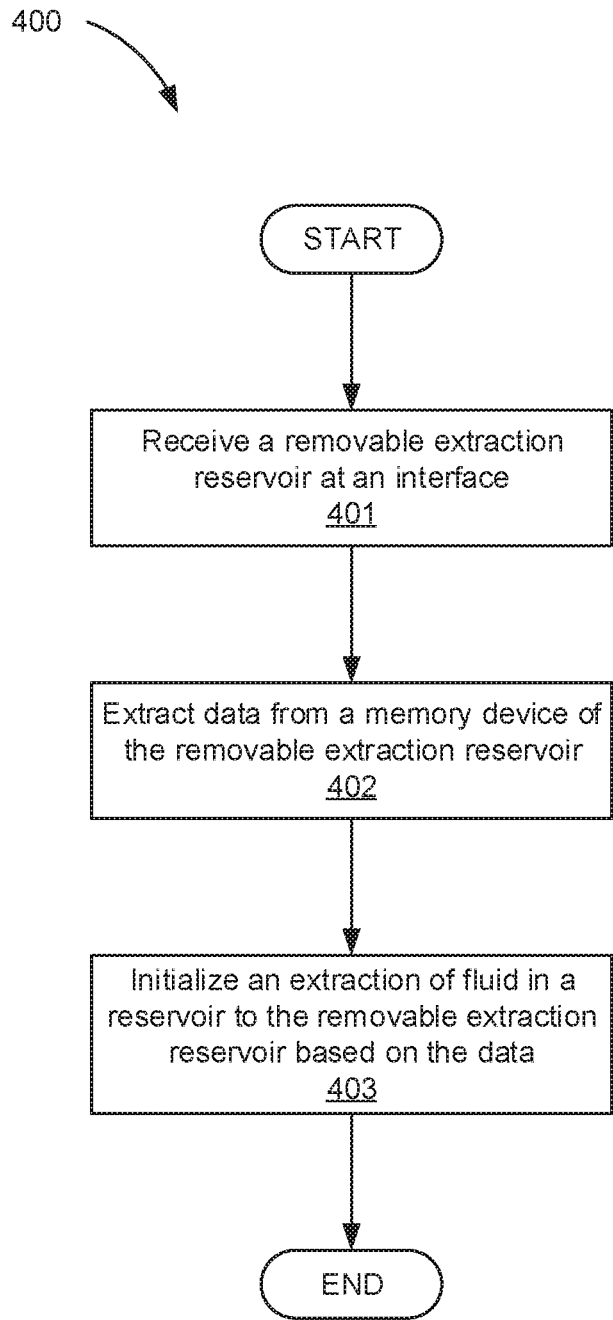 400
START
Receive a removable extraction
reservoir at an interface
401
Extract data from a memory device of
the removable extraction reservoir
402
Initialize an extraction of fluid in a
reservoir to the removable extraction
reservoir based on the data
403
END